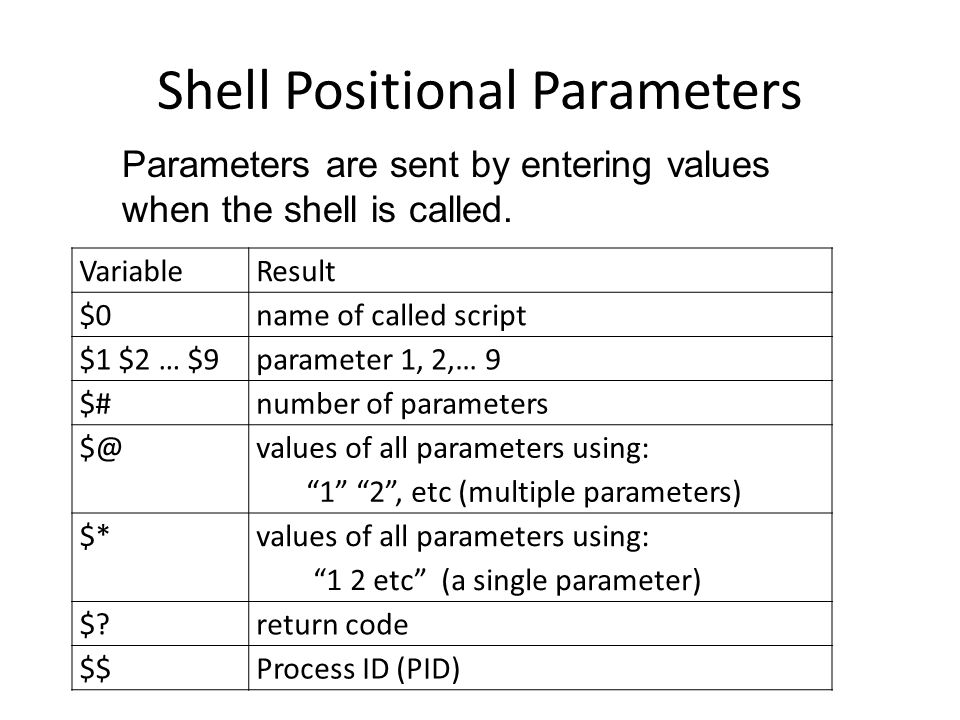 Shell Positional Parameters
Parameters are sent by entering values
when the shell is called.
Variable Result
$0 name of called script
$1 $2 … $9 parameter 1, 2,… 9
$# number of parameters
$@ values of all parameters using:
“1” “2”, etc (multiple parameters)
$* values of all parameters using:
“1 2 etc” (a single parameter)
$? return code
$$ Process ID (PID)